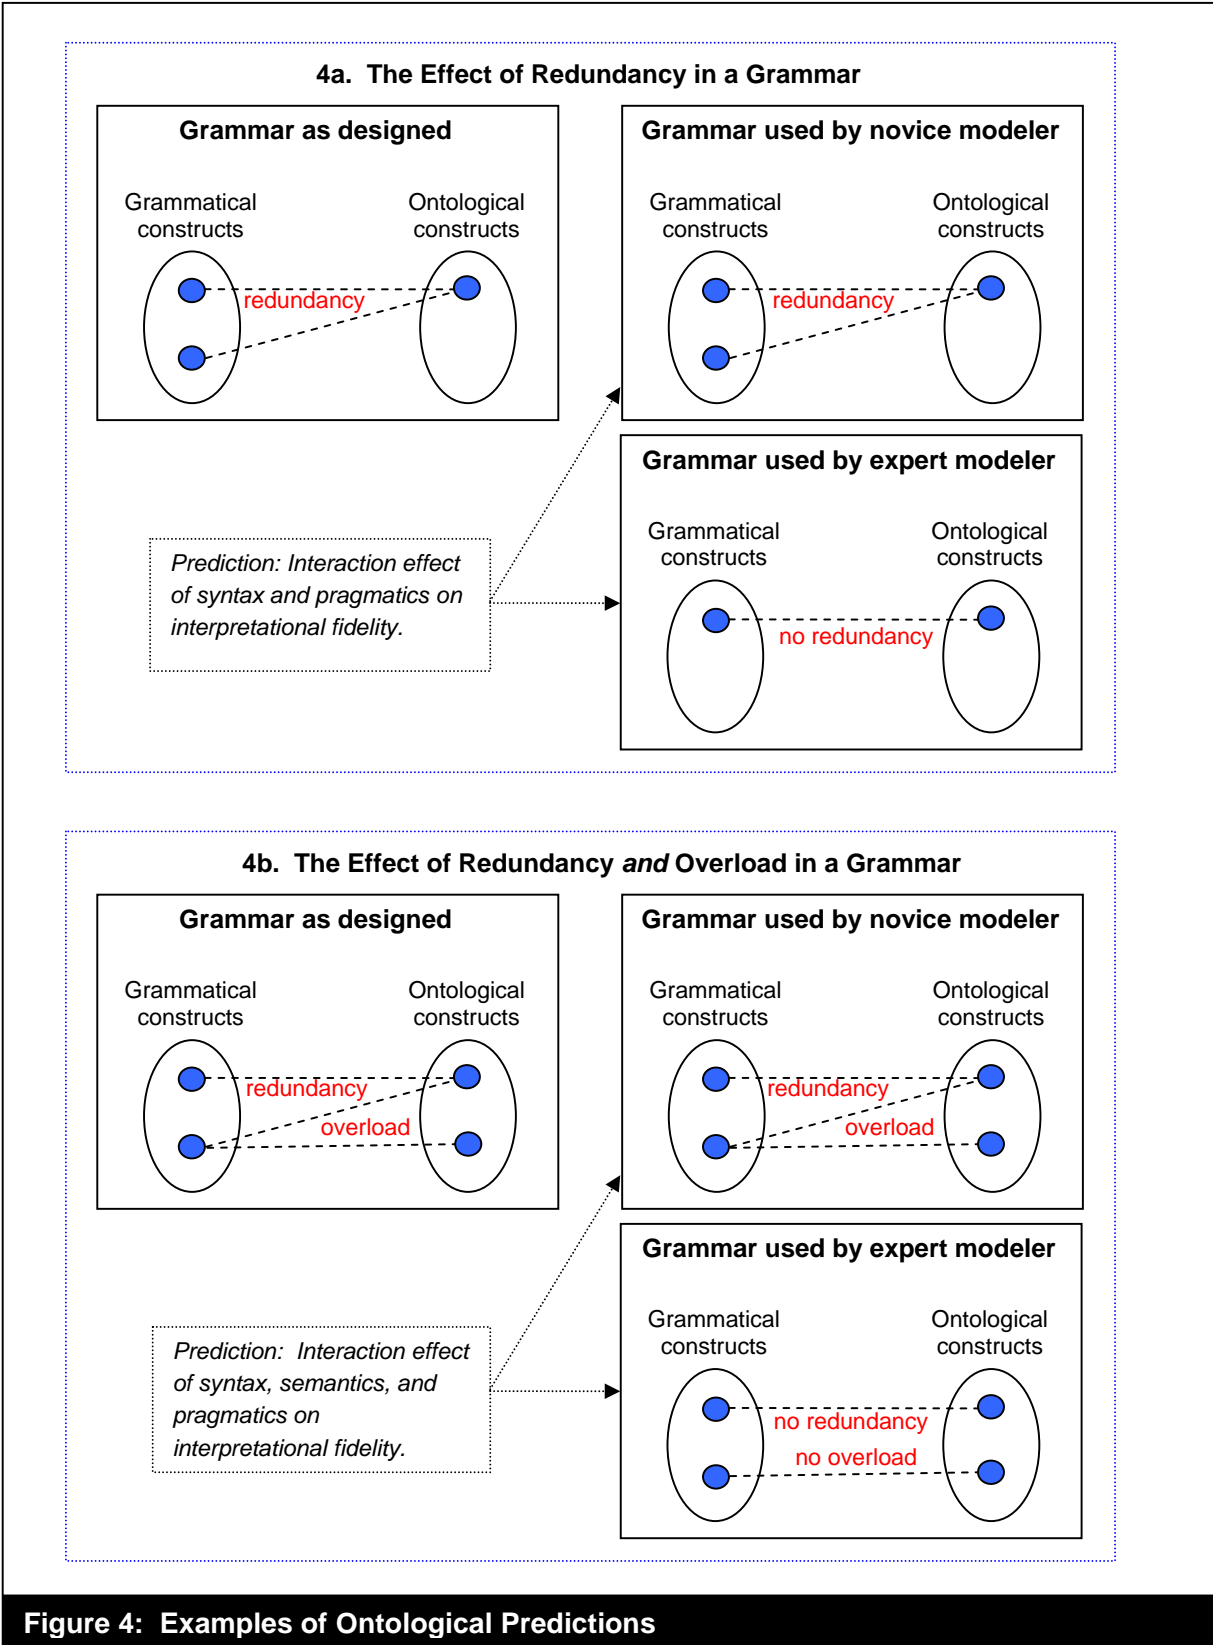 4a. The Effect of Redundancy in a Grammar
Grammar as designed
Grammatical
constructs
Ontological
constructs
redundancy
Grammar used by novice modeler
Grammatical
constructs
Ontological
constructs
redundancy
Grammar used by expert modeler
Grammatical
constructs
Ontological
constructs
no redundancy
Prediction: Interaction effect
of syntax and pragmatics on
interpretational fidelity.
4b. The Effect of Redundancy and Overload in a Grammar
Grammar as designed
Grammatical
constructs
Ontological
constructs
redundancy
overload
Grammar used by novice modeler
Grammatical
constructs
Ontological
constructs
redundancy
overload
Grammar used by expert modeler
Grammatical
constructs
Ontological
constructs
no redundancy
no overload
Prediction: Interaction effect
of syntax, semantics, and
pragmatics on
interpretational fidelity.
Figure 4: Examples of Ontological Predictions